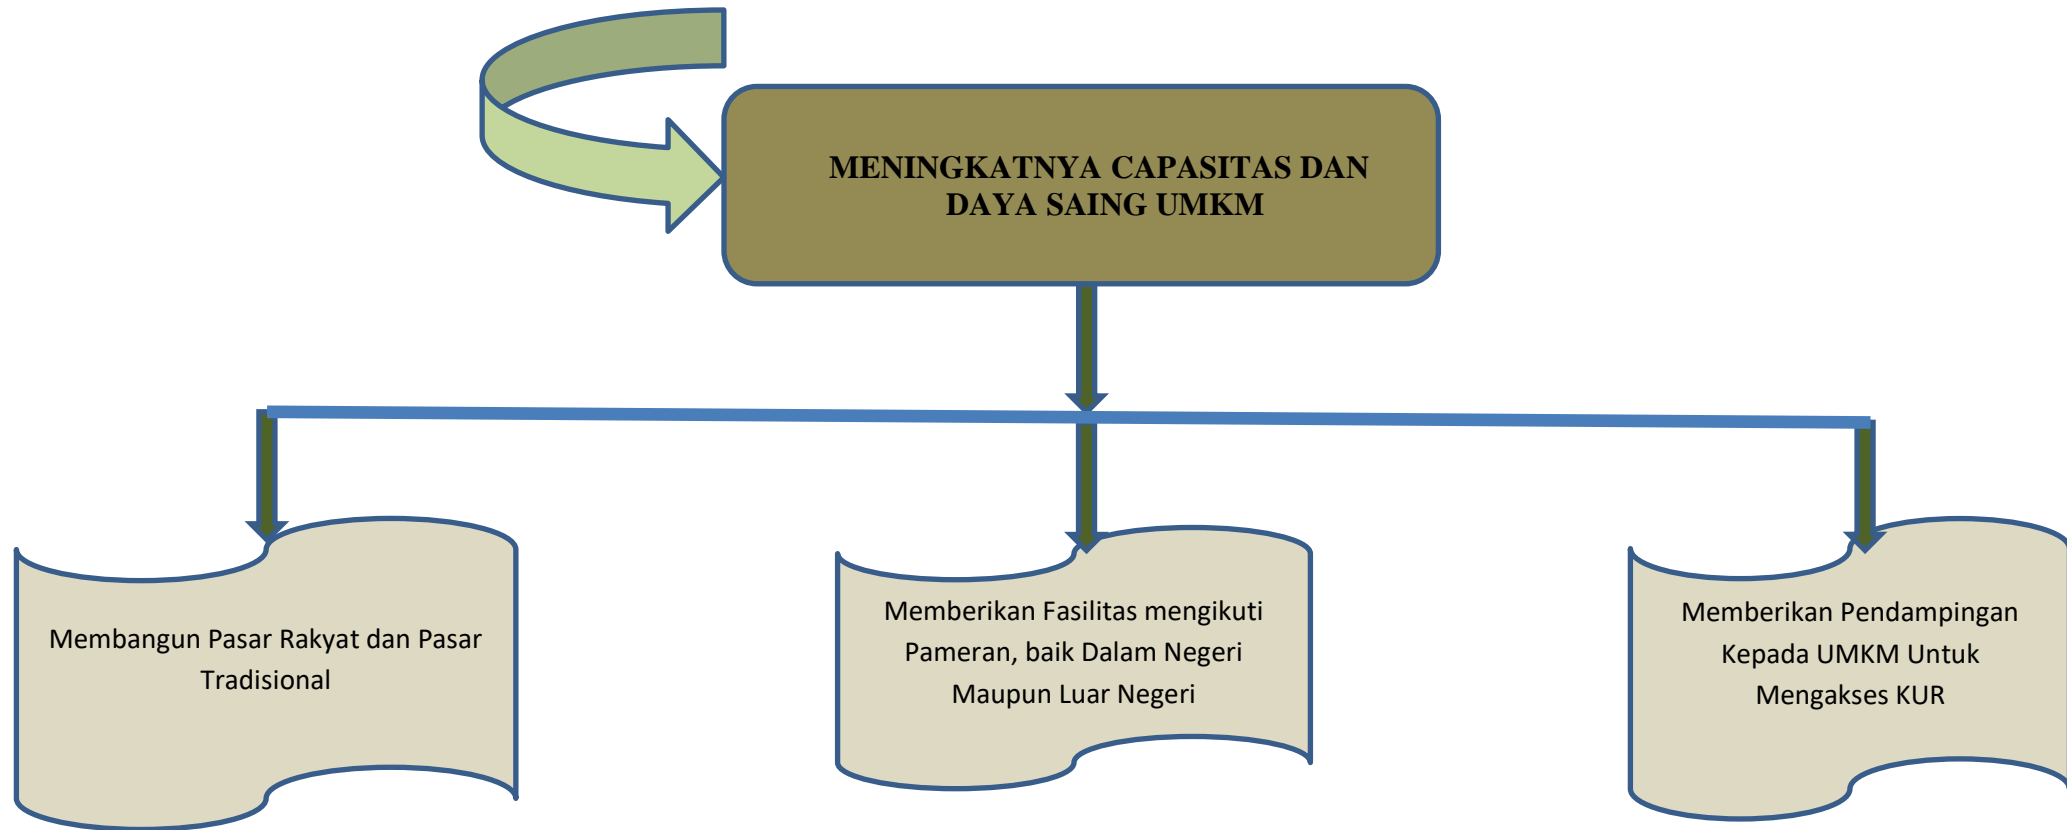 MENINGKATNYA CAPASITAS DAN
DAYA SAING UMKM
Membangun Pasar Rakyat dan Pasar
Tradisional
Memberikan Fasilitas mengikuti
Pameran, baik Dalam Negeri
Maupun Luar Negeri
Memberikan Pendampingan
Kepada UMKM Untuk
Mengakses KUR